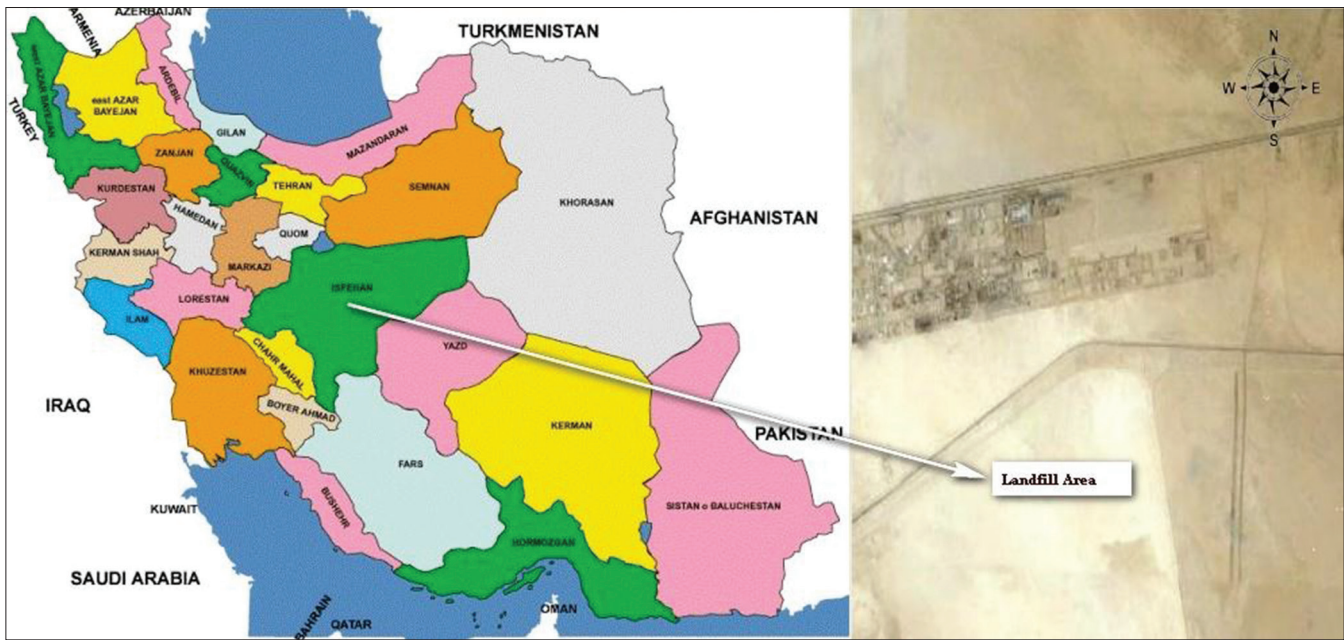 ARMENIA
AZERBAIJAN
TURKMENISTAN
TURKEY
west AZAR BAYEJAN
east AZAR
BAYEJAN
ARDEBIL
GILAN
MAZANDARAN
ZANJAN
QUAZVIN
TEHRAN
SEMNAN
KURDESTAN
HAMEDAN
KHORASAN
QUOM
AFGHANISTAN
KERMAN SHAH
MARKAZI
ISFEHAN
LORESTAN
ILAM
YAZD
CHAHR MAHAL
KHUZESTAN
IRAQ
BOYER AHMAD
KERMAN
PAKISTAN
FARS
SISTAN o BALUCHESTAN
BUSHEHR
KUWAIT
HORMOZGAN
SAUDI ARABIA
OMAN
BAHRAIN
QATAR
N
W
E
S
Landfill Area